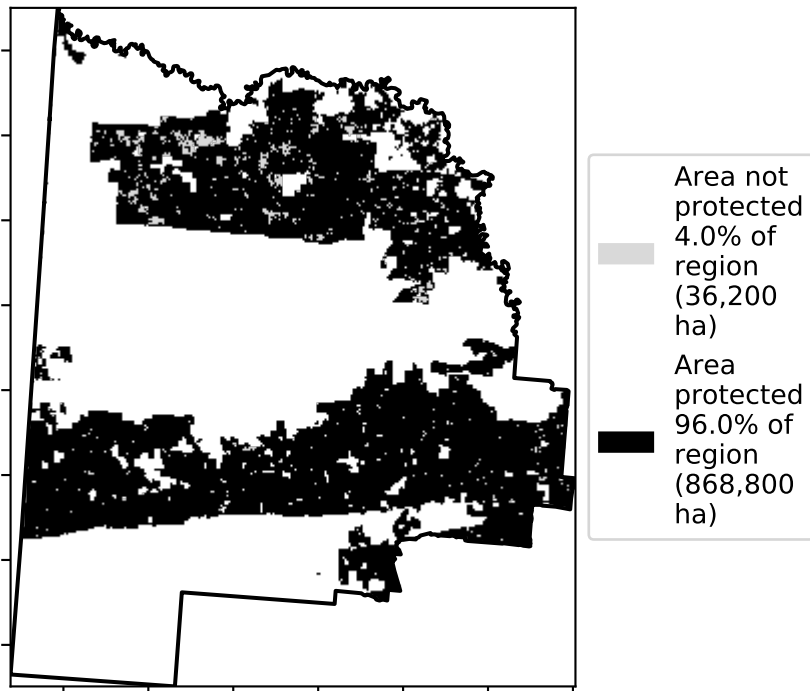 Area not
protected
4.0% of
region
(36,200
ha)
Area
protected
96.0% of
region
(868,800
ha)